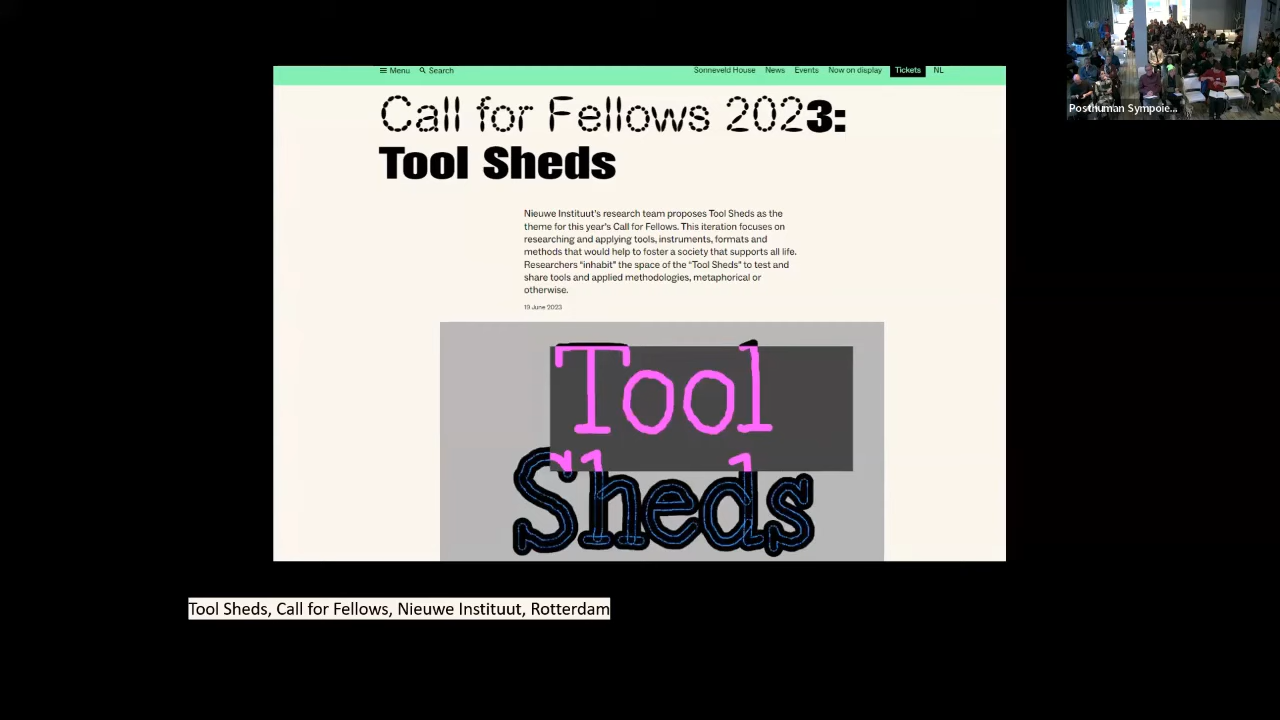 Menu Search Sonneveld House News Events Now on display Tickets NL
Call for Fellows 2023:
Tool Sheds
Nieuwe Instituut's research team proposes Tool Sheds as the
theme for this year's Call for Fellows. This iteration focuses on
researching and applying tools, instruments, formats and
methods that would help to foster a society that supports all life.
Researchers “inhabit” the space of the “Tool Sheds” to test and
share tools and applied methodologies, metaphorical or
otherwise.
19 June 2023
Tool
Sheds
Tool Sheds, Call for Fellows, Nieuwe Instituut, Rotterdam
Posthuman Sympoie...